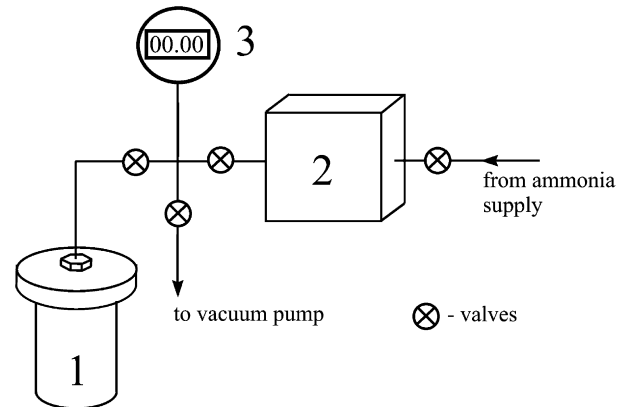 00.00
3
2
from ammonia
supply
to vacuum pump
- valves
1